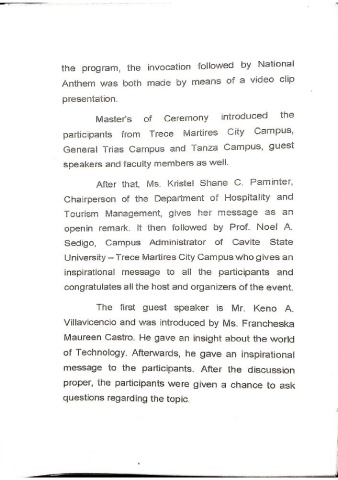 the program, the invocation followed by National
Anthem was both made by means of a video clip
presentation.
Master's of Ceremony introduced the
participants from Trece Martires City Campus,
General Trias Campus and Tanza Campus, guest
speakers and faculty members as well.
After that, Ms. Kristel Shane C. Paminter,
Chairperson of the Department of Hospitality and
Tourism Management, gives her message as an
openin remark. It then followed by Prof. Noel A.
Sedigo, Campus Administrator of Cavite State
University – Trece Martires City Campus who gives an
inspirational message to all the participants and
congratulates all the host and organizers of the event.
The first guest speaker is Mr. Keno A.
Villavicencio and was introduced by Ms. Francheska
Maureen Castro. He gave an insight about the world
of Technology. Afterwards, he gave an inspirational
message to the participants. After the discussion
proper, the participants were given a chance to ask
questions regarding the topic.